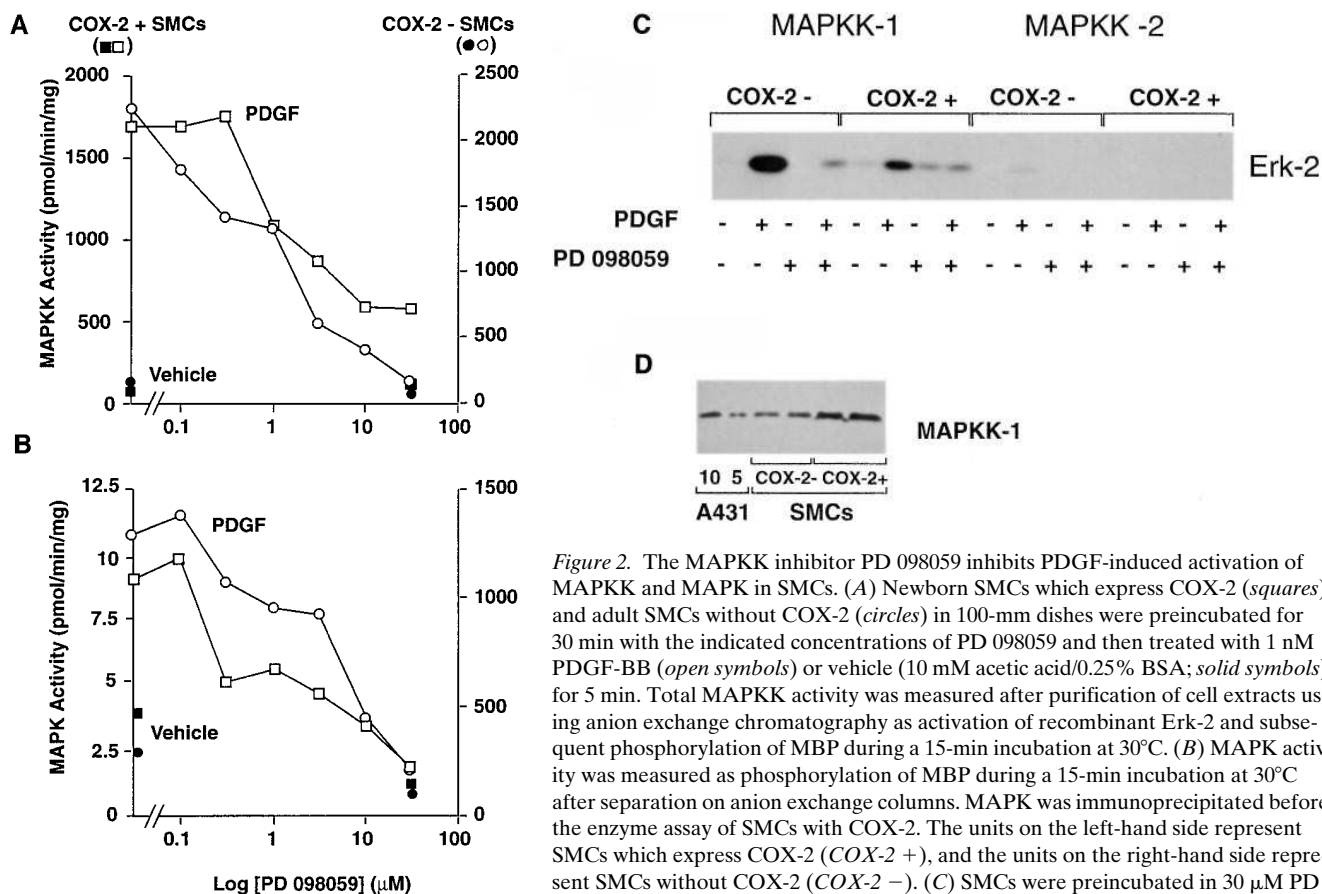 A
COX-2 + SMCs
(■□)
COX-2 - SMCs
(●○)
2000
1500
1000
500
0
MAPKK Activity (pmol/min/mg)
2500
2000
1500
1000
500
0
PDGF
Vehicle
0.1 1 10 100
B
12.5
10
7.5
5
2.5
0
MAPK Activity (pmol/min/mg)
1500
1000
500
0
PDGF
Vehicle
0.1 1 10 100
Log [PD 098059] (μM)
C
MAPKK-1 MAPKK -2
COX-2 - COX-2 + COX-2 - COX-2 +
Erk-2
PDGF - + - + - + - + - + - + - + - +
PD 098059 - - + + - - + + - - + + - - + +
D
MAPKK-1
10 5 COX-2- COX-2+
A431 SMCs
Figure 2. The MAPKK inhibitor PD 098059 inhibits PDGF-induced activation of
MAPKK and MAPK in SMCs. (A) Newborn SMCs which express COX-2 (squares)
and adult SMCs without COX-2 (circles) in 100-mm dishes were preincubated for
30 min with the indicated concentrations of PD 098059 and then treated with 1 nM
PDGF-BB (open symbols) or vehicle (10 mM acetic acid/0.25% BSA; solid symbols)
for 5 min. Total MAPKK activity was measured after purification of cell extracts us-
ing anion exchange chromatography as activation of recombinant Erk-2 and subse-
quent phosphorylation of MBP during a 15-min incubation at 30°C. (B) MAPK activ-
ity was measured as phosphorylation of MBP during a 15-min incubation at 30°C
after separation on anion exchange columns. MAPK was immunoprecipitated before
the enzyme assay of SMCs with COX-2. The units on the left-hand side represent
SMCs which express COX-2 (COX-2 +), and the units on the right-hand side repre-
sent SMCs without COX-2 (COX-2 −). (C) SMCs were preincubated in 30 μM PD